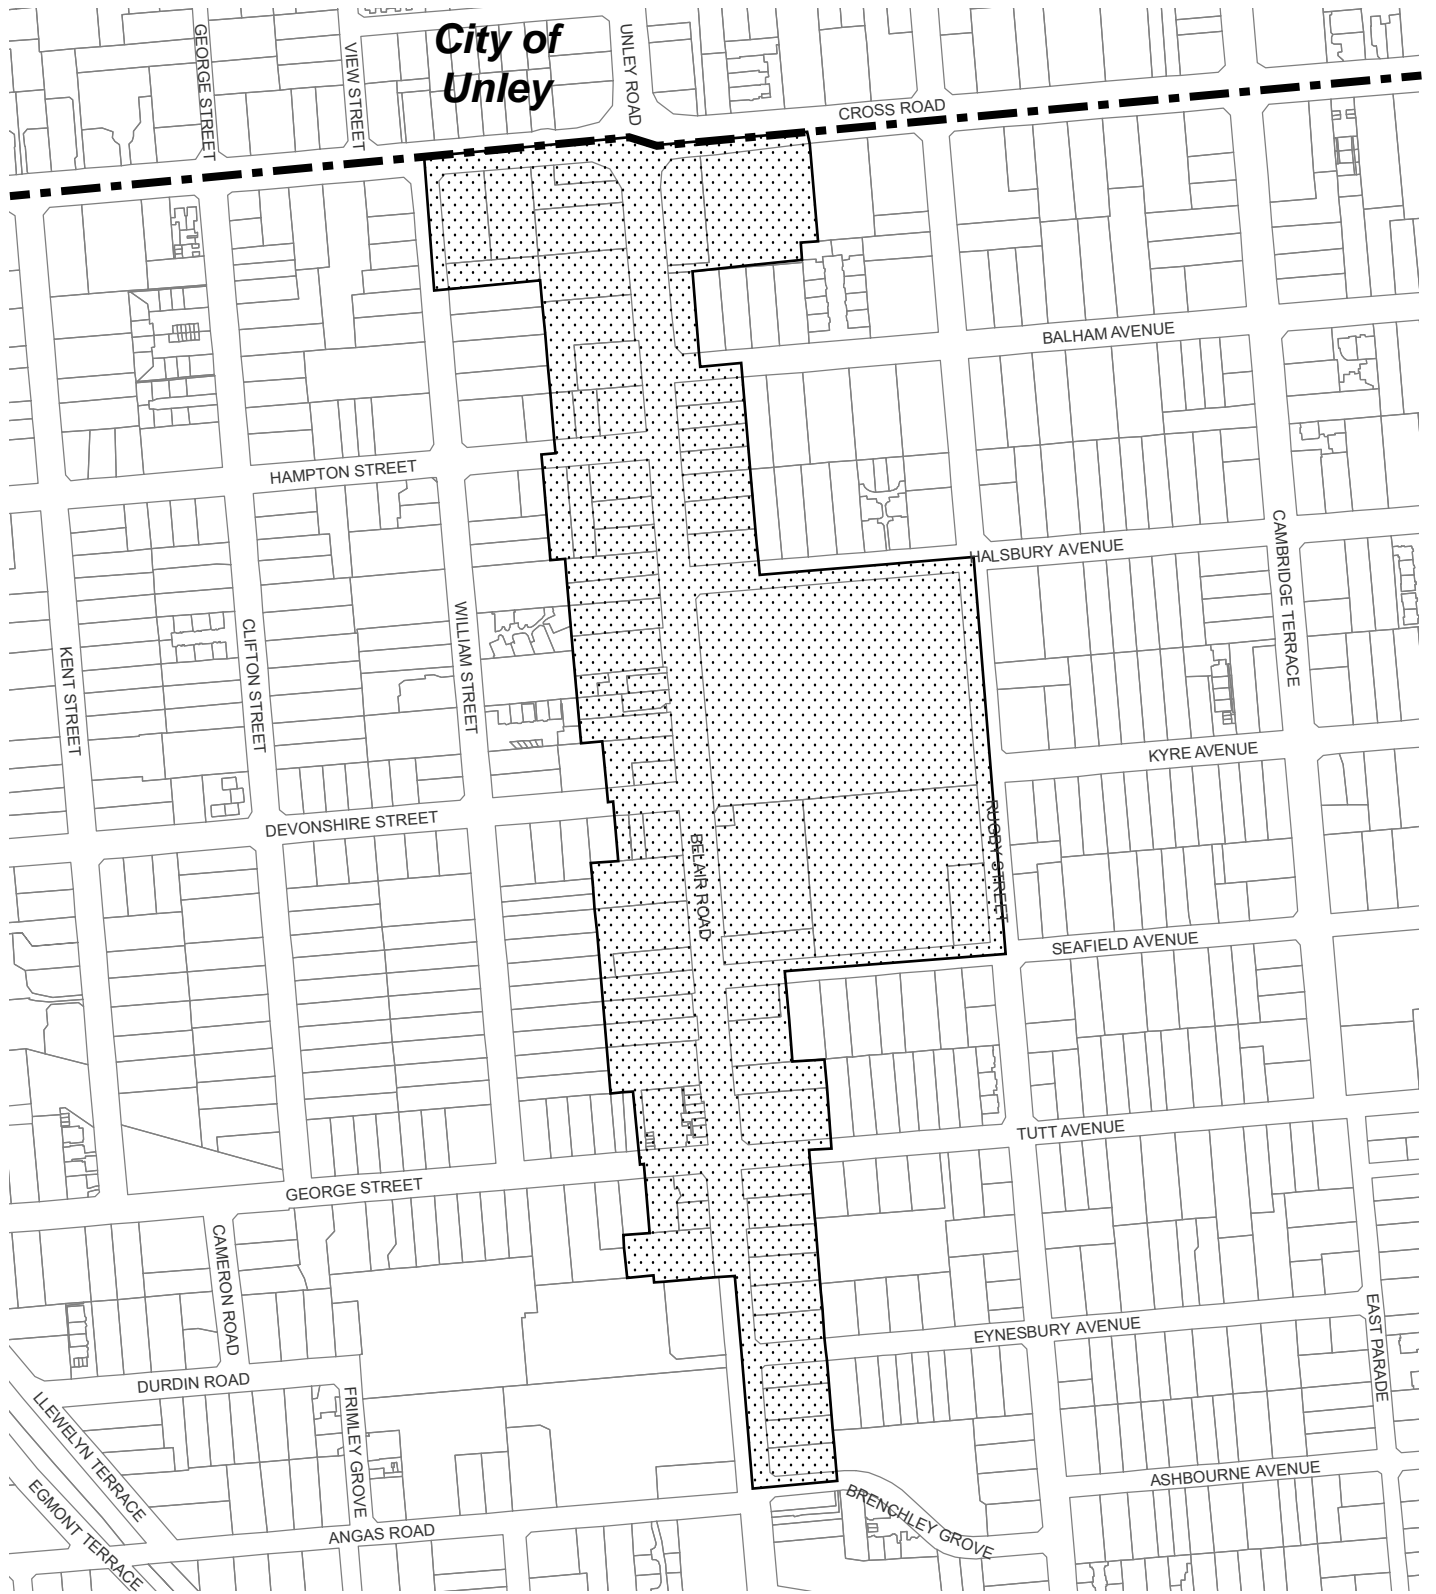 City of
Unley
GEORGE STREET
VIEW STREET
UNLEY ROAD
CROSS ROAD
BALHAM AVENUE
HAMPTON STREET
HALSBURY AVENUE
CAMBRIDGE TERRACE
KENT STREET
CLIFTON STREET
WILLIAM STREET
KYRE AVENUE
DEVONSHIRE STREET
BELAIR ROAD
RUGBY STREET
SEAFIELD AVENUE
TUTT AVENUE
GEORGE STREET
CAMERON ROAD
EYNESBURY AVENUE
EAST PARADE
DURDIN ROAD
FRIMLEY GROVE
LLEWELYN TERRACE
EGMONT TERRACE
ASHBOURNE AVENUE
BRENCHLEY GROVE
ANGAS ROAD